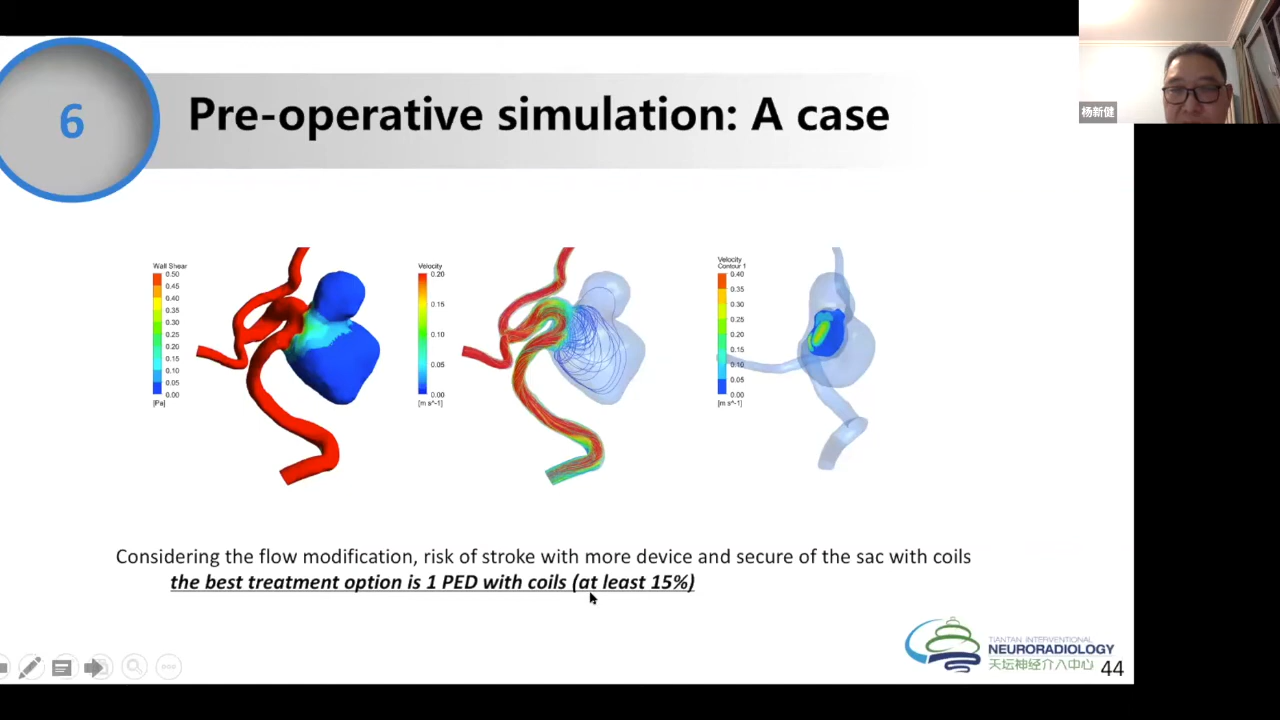 6
Pre-operative simulation: A case
杨新健
Wall Shear
0.50
0.45
0.40
0.35
0.30
0.25
0.20
0.15
0.10
0.05
0.00
[Pa]
Velocity
0.20
0.15
0.10
0.05
0.00
[m s^-1]
Velocity
Contour 1
0.40
0.35
0.30
0.25
0.20
0.15
0.10
0.05
0.00
[m s^-1]
Considering the flow modification, risk of stroke with more device and secure of the sac with coils
the best treatment option is 1 PED with coils (at least 15%)
TIANTAN INTERVENTIONAL
NEURORADIOLOGY
天坛神经介入中心
44